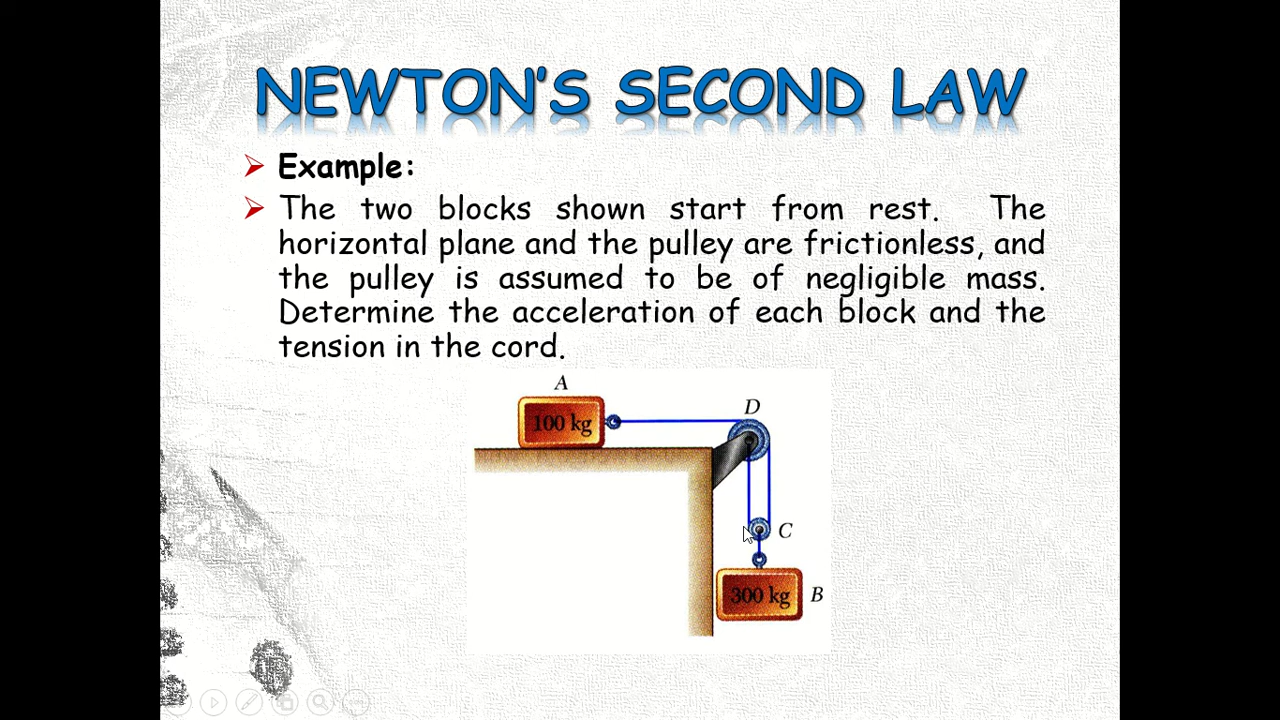 NEWTON'S SECOND LAW
Example:
The two blocks shown start from rest. The
horizontal plane and the pulley are frictionless, and
the pulley is assumed to be of negligible mass.
Determine the acceleration of each block and the
tension in the cord.
A
D
100 kg
C
300 kg
B